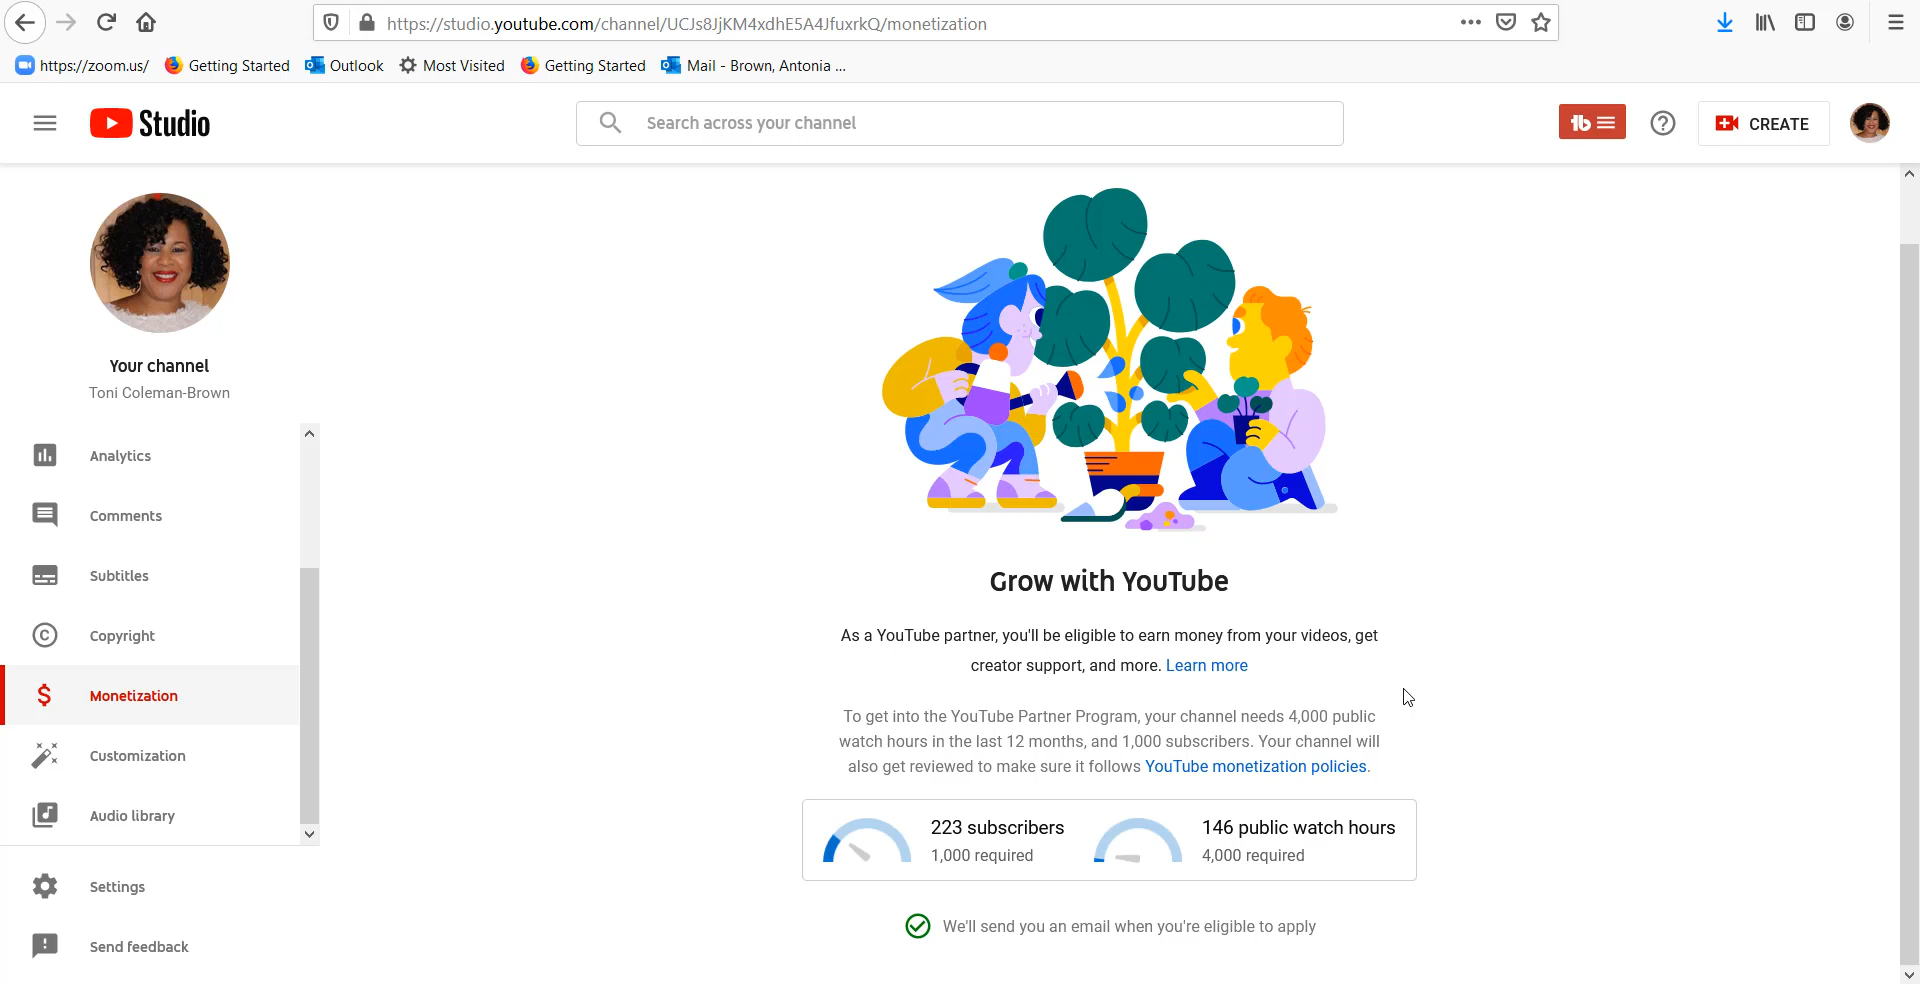 https://studio.youtube.com/channel/UCJs8JjKM4xdhE5A4JfuxrkQ/monetization
https://zoom.us/ Getting Started Outlook Most Visited Getting Started Mail - Brown, Antonia ...
Studio
Search across your channel
CREATE
Your channel
Toni Coleman-Brown
Analytics
Comments
Subtitles
Copyright
Monetization
Customization
Audio library
Settings
Send feedback
Grow with YouTube
As a YouTube partner, you'll be eligible to earn money from your videos, get
creator support, and more. Learn more
To get into the YouTube Partner Program, your channel needs 4,000 public
watch hours in the last 12 months, and 1,000 subscribers. Your channel will
also get reviewed to make sure it follows YouTube monetization policies.
223 subscribers
1,000 required
146 public watch hours
4,000 required
We'll send you an email when you're eligible to apply